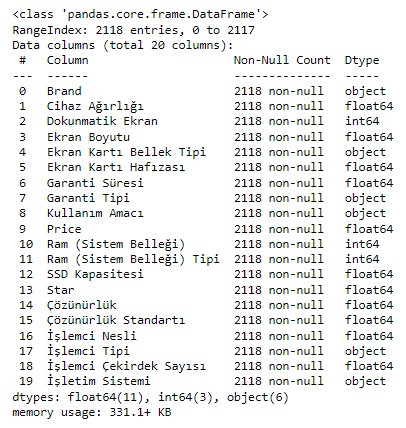 <class 'pandas.core.frame.DataFrame'>
RangeIndex: 2118 entries, 0 to 2117
Data columns (total 20 columns):
 #   Column                      Non-Null Count  Dtype
---  ------                      --------------  -----
 0   Brand                       2118 non-null   object
 1   Cihaz Ağırlığı              2118 non-null   float64
 2   Dokunmatik Ekran            2118 non-null   int64
 3   Ekran Boyutu                2118 non-null   float64
 4   Ekran Kartı Bellek Tipi     2118 non-null   object
 5   Ekran Kartı Hafızası        2118 non-null   float64
 6   Garanti Süresi              2118 non-null   float64
 7   Garanti Tipi                2118 non-null   object
 8   Kullanım Amacı              2118 non-null   object
 9   Price                       2118 non-null   float64
 10  Ram (Sistem Belleği)        2118 non-null   int64
 11  Ram (Sistem Belleği) Tipi   2118 non-null   int64
 12  SSD Kapasitesi              2118 non-null   float64
 13  Star                        2118 non-null   float64
 14  Çözünürlük                  2118 non-null   float64
 15  Çözünürlük Standartı        2118 non-null   float64
 16  İşlemci Nesli               2118 non-null   float64
 17  İşlemci Tipi                2118 non-null   object
 18  İşlemci Çekirdek Sayısı     2118 non-null   float64
 19  İşletim Sistemi             2118 non-null   object
dtypes: float64(11), int64(3), object(6)
memory usage: 331.1+ KB